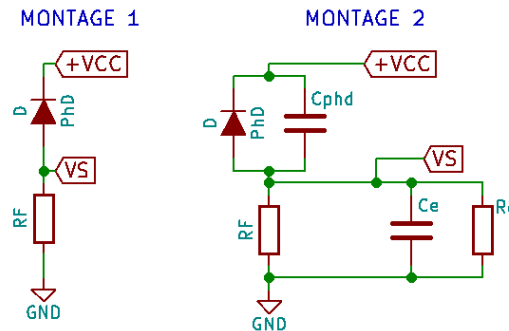 MONTAGE 1
+VCC
D
PhD
VS
RF
GND
MONTAGE 2
+VCC
D
PhD
Cphd
VS
RF
Ce
GND